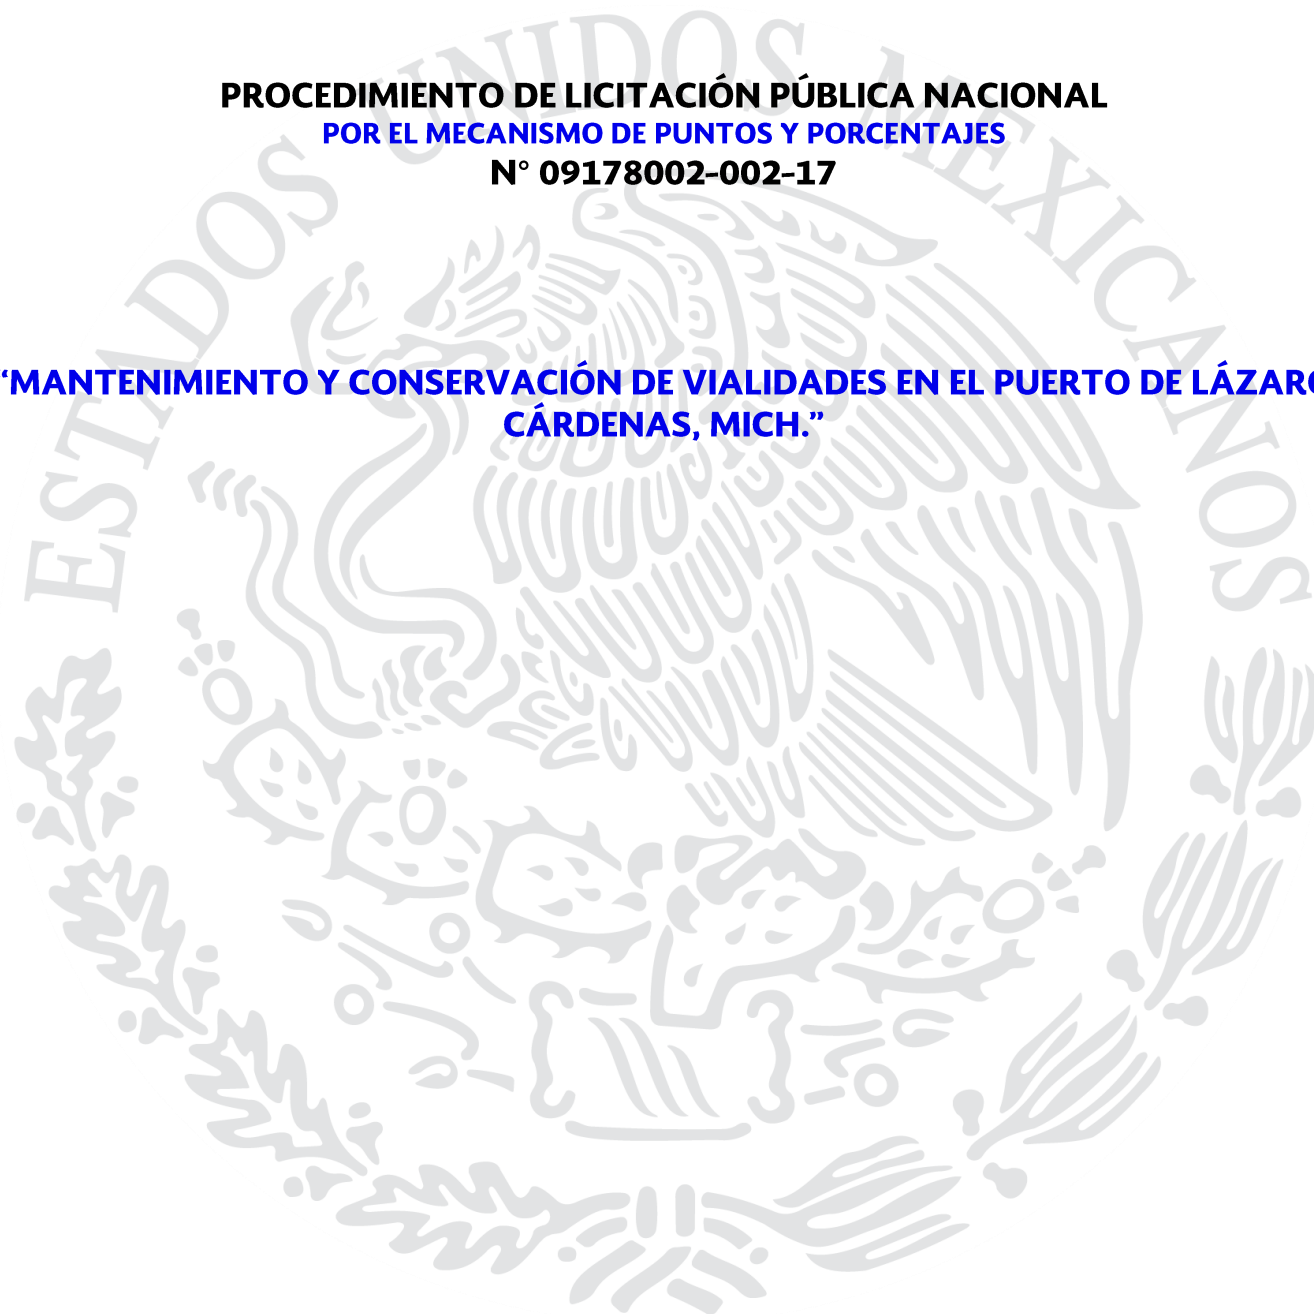 ESTADOS UNIDOS MEXICANOS
PROCEDIMIENTO DE LICITACIÓN PÚBLICA NACIONAL
POR EL MECANISMO DE PUNTOS Y PORCENTAJES
N° 09178002-002-17
“MANTENIMIENTO Y CONSERVACIÓN DE VIALIDADES EN EL PUERTO DE LÁZARO
CÁRDENAS, MICH.”